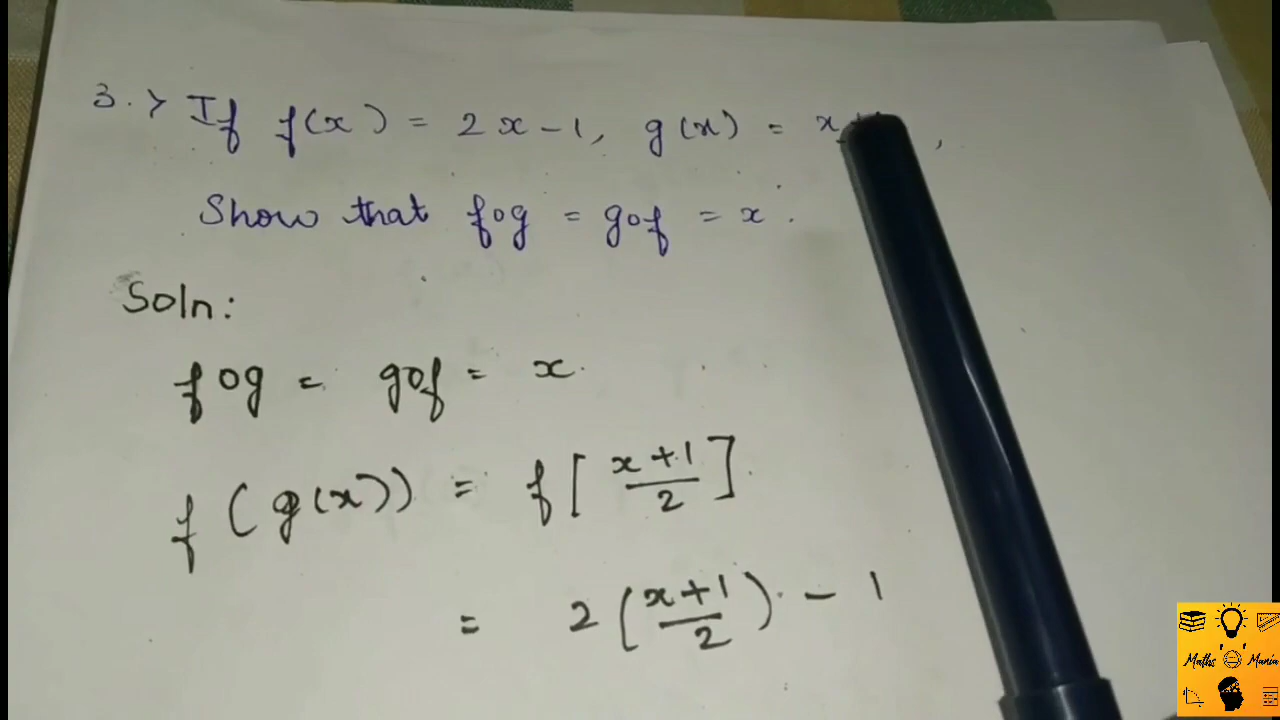 3.> If f(x) = 2x-1, g(x) = x+
Show that fog = gof = x.
Soln:
fog = gof = x.
f(g(x)) = f[x+1/2].
= 2(x+1/2) - 1
Maths Mania